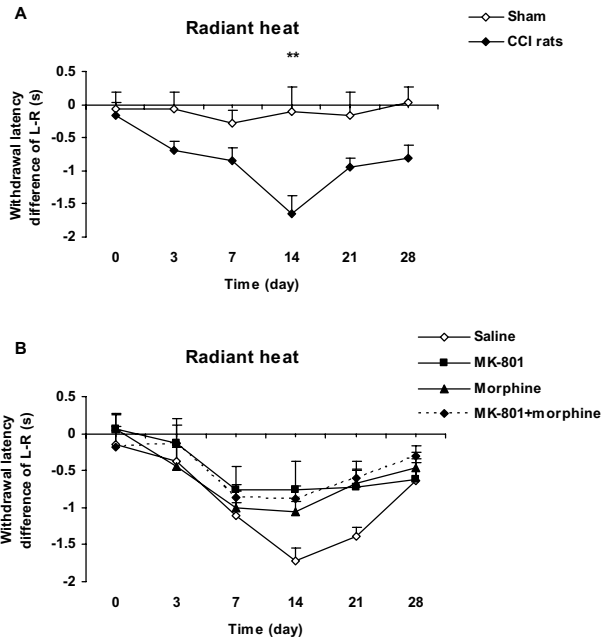 A
Radiant heat
Sham
CCI rats
**
Withdrawal latency
difference of L-R (s)
0.5
0
-0.5
-1
-1.5
-2
0 3 7 14 21 28
Time (day)
B
Radiant heat
Saline
MK-801
Morphine
MK-801+morphine
Withdrawal latency
difference of L-R (s)
0.5
0
-0.5
-1
-1.5
-2
0 3 7 14 21 28
Time (day)